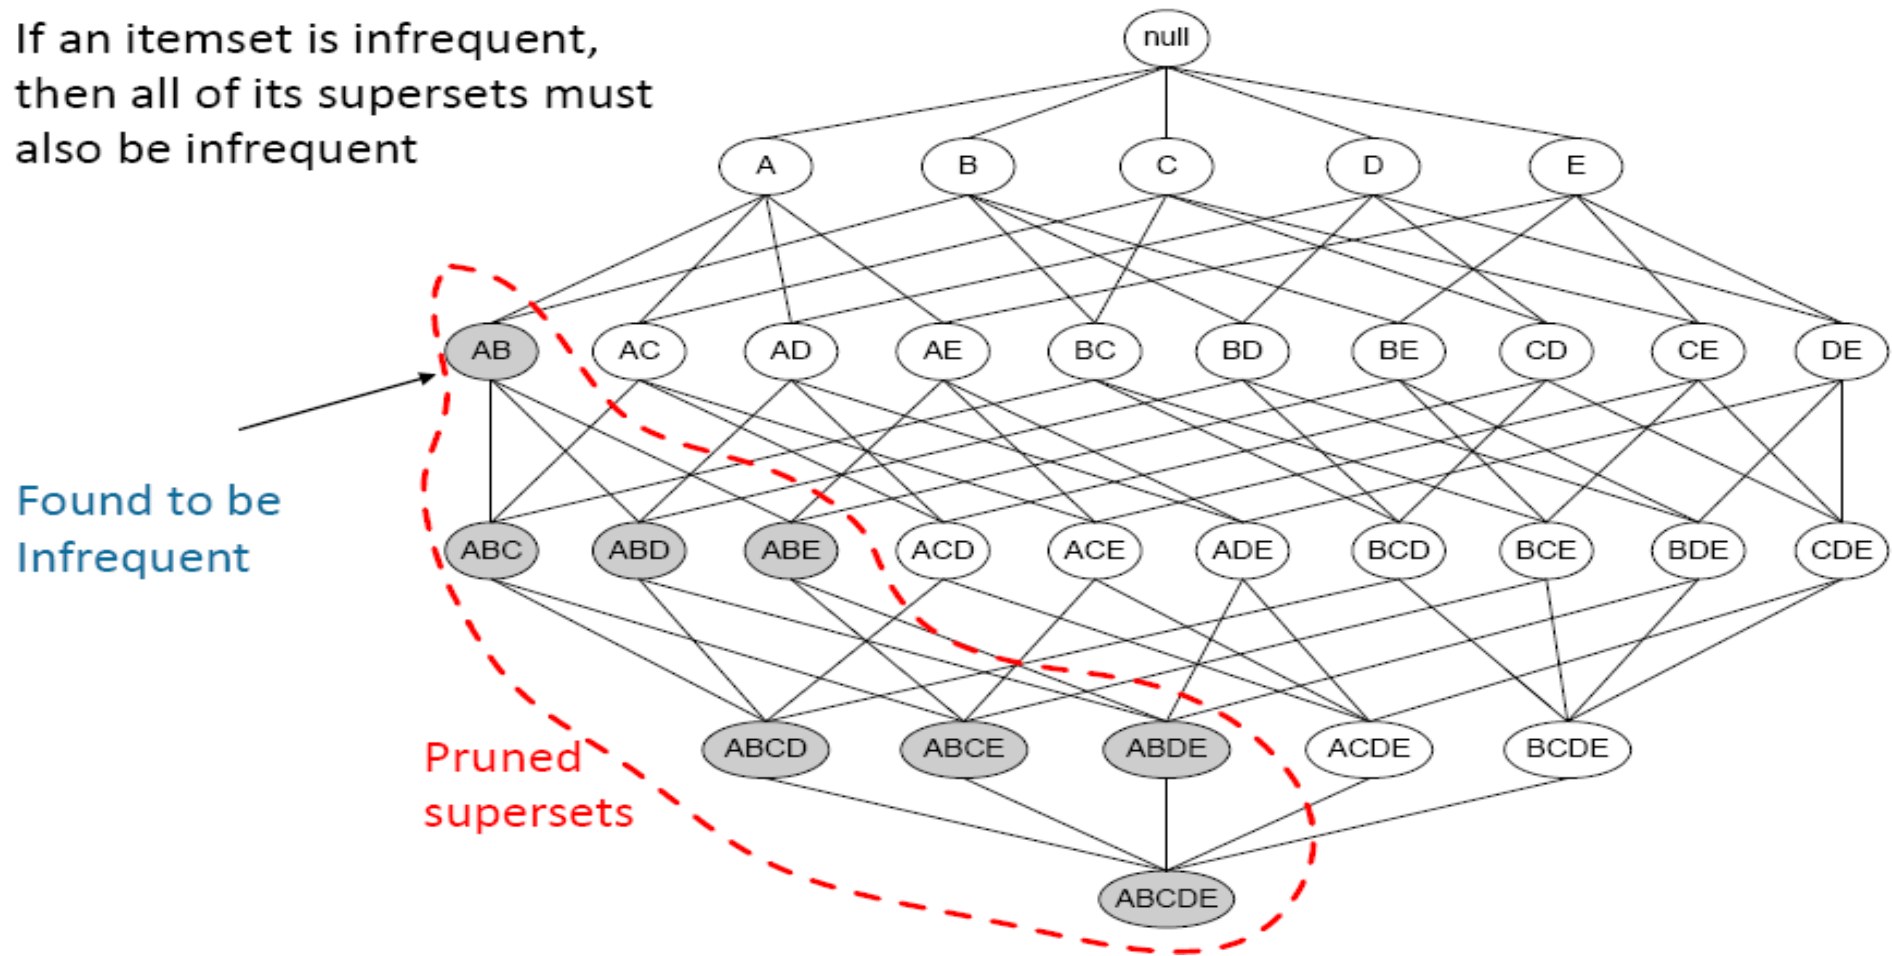 If an itemset is infrequent,
then all of its supersets must
also be infrequent
null
A B C D E
AB AC AD AE BC BD BE CD CE DE
Found to be
Infrequent
ABC ABD ABE ACD ACE ADE BCD BCE BDE CDE
Pruned
supersets
ABCD ABCE ABDE ACDE BCDE
ABCDE